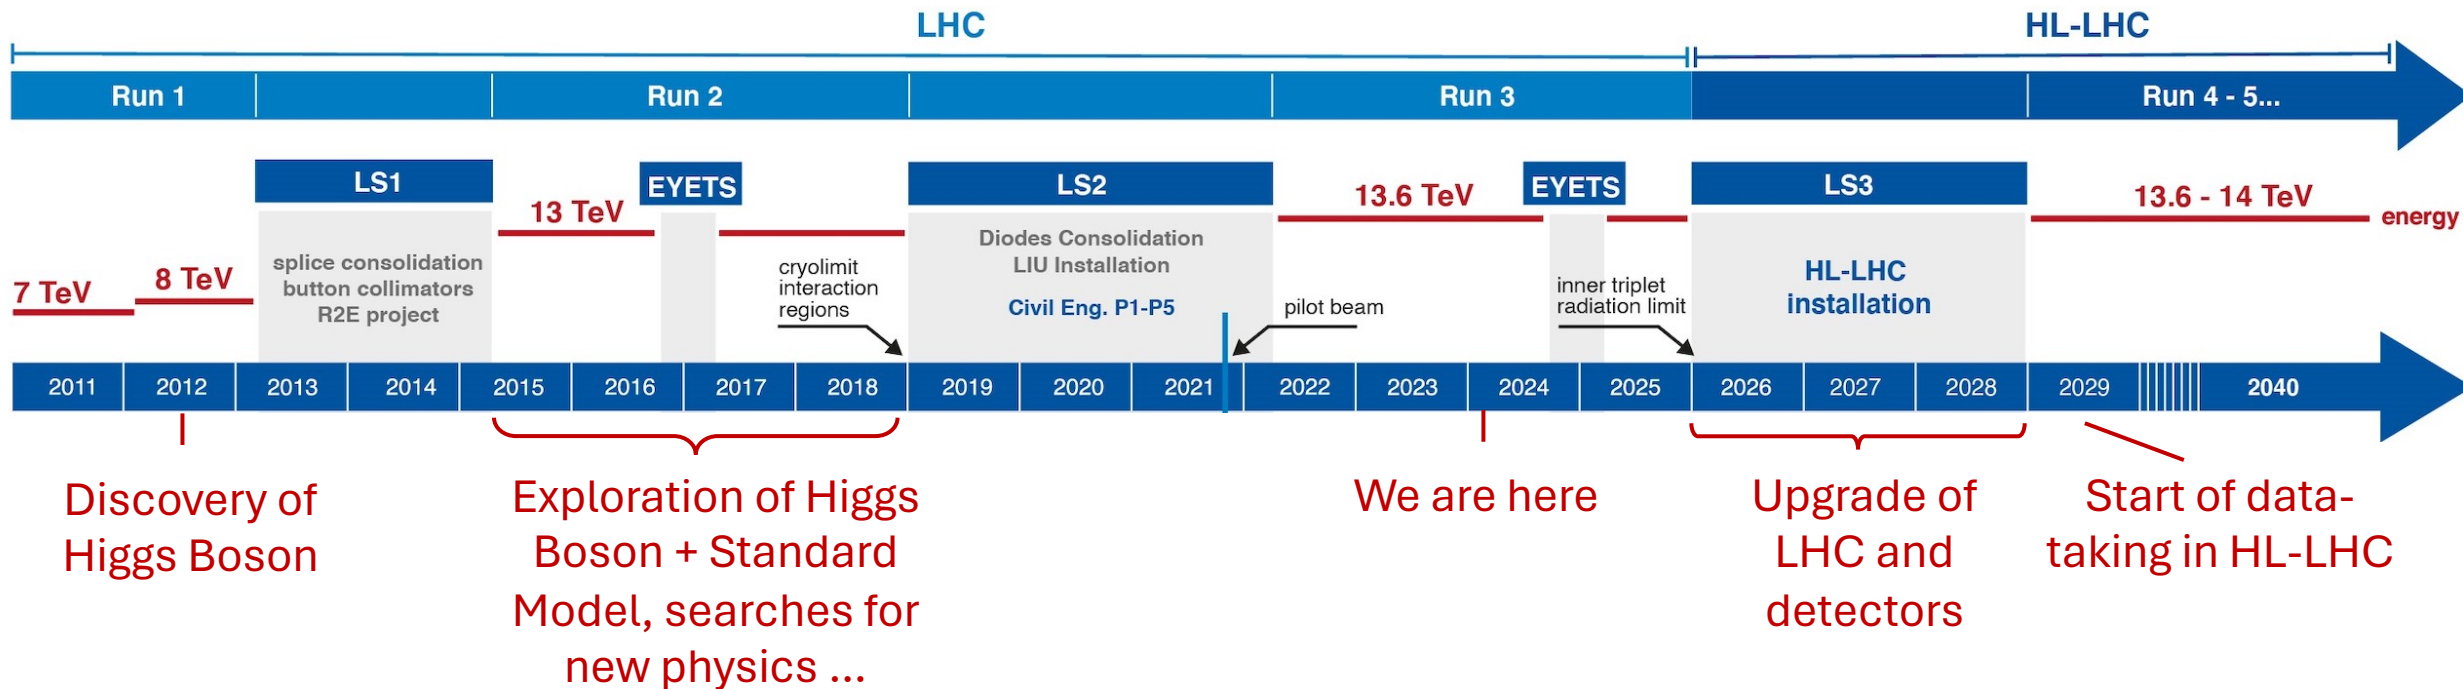 LHC
HL-LHC
Run 1
Run 2
Run 3
Run 4 - 5...
LS1
EYETS
LS2
EYETS
LS3
7 TeV
8 TeV
13 TeV
13.6 TeV
13.6 - 14 TeV
energy
splice consolidation
button collimators
R2E project
cryolimit
interaction
regions
Diodes Consolidation
LIU Installation
Civil Eng. P1-P5
pilot beam
inner triplet
radiation limit
HL-LHC
installation
2011
2012
2013
2014
2015
2016
2017
2018
2019
2020
2021
2022
2023
2024
2025
2026
2027
2028
2029
2040
Discovery of
Higgs Boson
Exploration of Higgs
Boson + Standard
Model, searches for
new physics ...
We are here
Upgrade of
LHC and
detectors
Start of data-
taking in HL-LHC